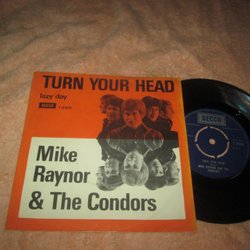 TURN YOUR HEAD
lazy day
DECCA
Mike
Raynor
& The Condors
DECCA